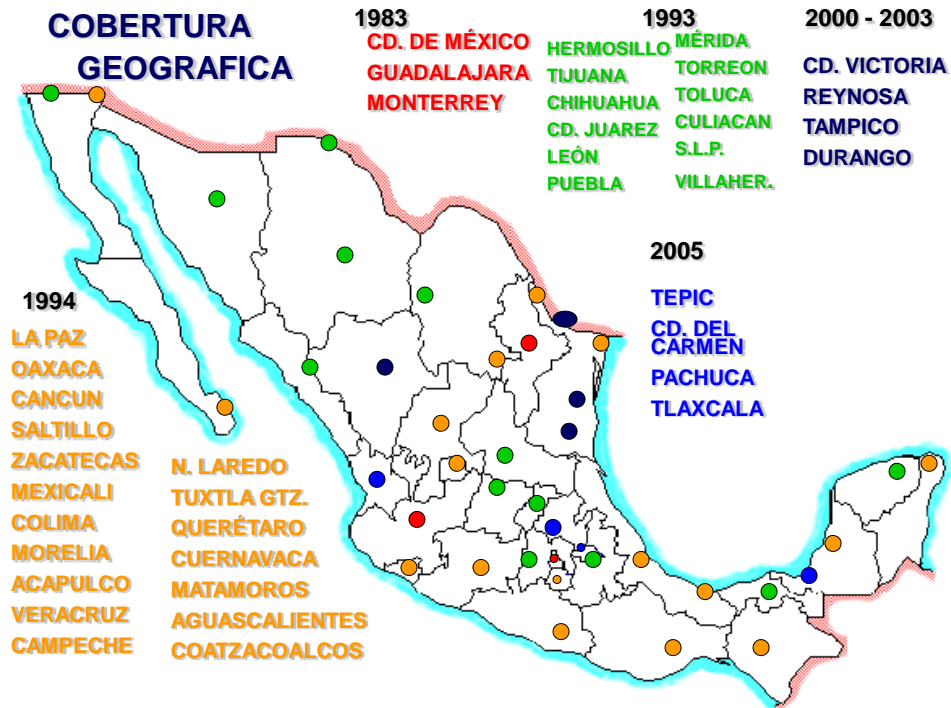 COBERTURA
GEOGRAFICA
1983
CD. DE MÉXICO
GUADALAJARA
MONTERREY
1993
HERMOSILLO
TIJUANA
CHIHUAHUA
CD. JUAREZ
LEÓN
PUEBLA
MÉRIDA
TORREON
TOLUCA
CULIACAN
S.L.P.
VILLAHER.
2000 - 2003
CD. VICTORIA
REYNOSA
TAMPICO
DURANGO
2005
TEPIC
CD. DEL
CARMEN
PACHUCA
TLAXCALA
1994
LA PAZ
OAXACA
CANCUN
SALTILLO
ZACATECAS
MEXICALI
COLIMA
MORELIA
ACAPULCO
VERACRUZ
CAMPECHE
N. LAREDO
TUXTLA GTZ.
QUERÉTARO
CUERNAVACA
MATAMOROS
AGUASCALIENTES
COATZACOALCOS